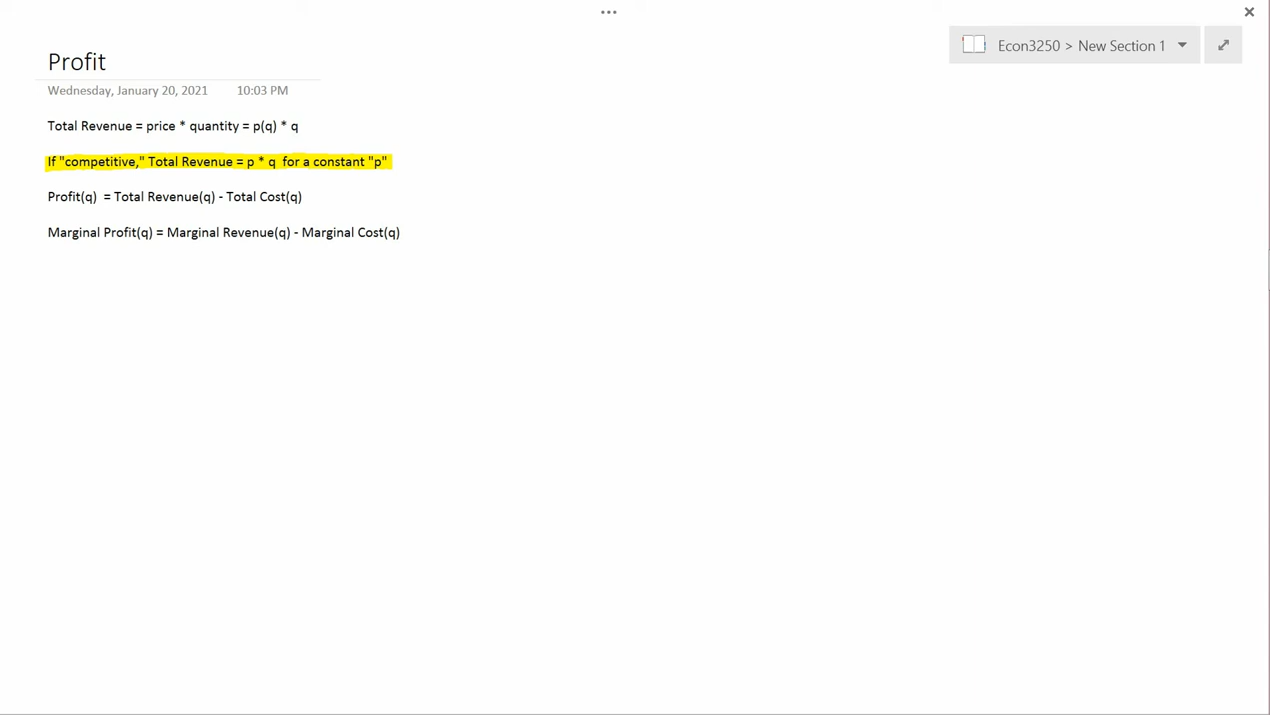 Econ3250 > New Section 1
Profit
Wednesday, January 20, 2021 10:03 PM
Total Revenue = price * quantity = p(q) * q
If "competitive," Total Revenue = p * q  for a constant "p"
Profit(q)  = Total Revenue(q) - Total Cost(q)
Marginal Profit(q) = Marginal Revenue(q) - Marginal Cost(q)